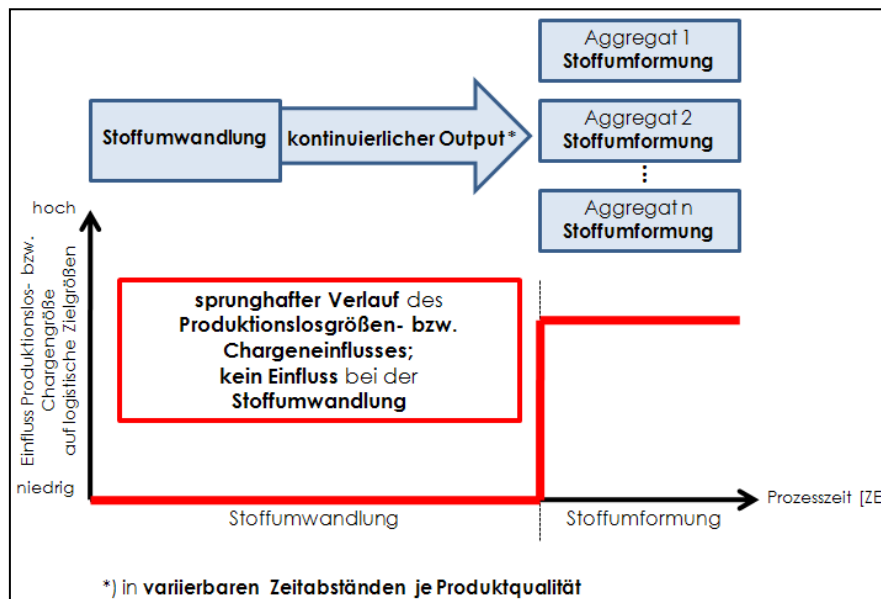 Aggregat 1
Stoffumformung
Stoffumwandlung
kontinuierlicher Output*
Aggregat 2
Stoffumformung
⋮
Aggregat n
Stoffumformung
hoch
Einfluss Produktionslos- bzw.
Chargengröße
auf logistische Zielgrößen
niedrig
sprunghafter Verlauf des
Produktionslosgrößen- bzw.
Chargeneinflusses;
kein Einfluss bei der
Stoffumwandlung
Prozesszeit [ZE
Stoffumwandlung
Stoffumformung
*) in variierbaren Zeitabständen je Produktqualität